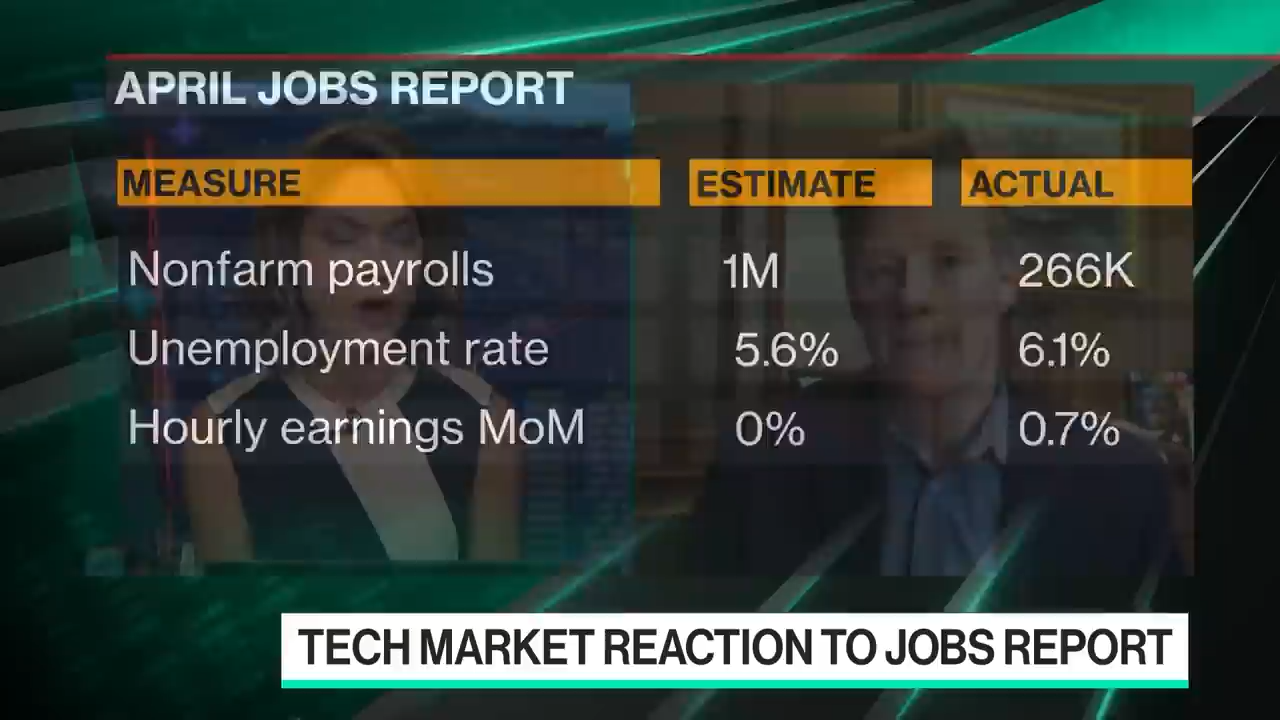 APRIL JOBS REPORT
MEASURE ESTIMATE ACTUAL
Nonfarm payrolls 1M 266K
Unemployment rate 5.6% 6.1%
Hourly earnings MoM 0% 0.7%
TECH MARKET REACTION TO JOBS REPORT